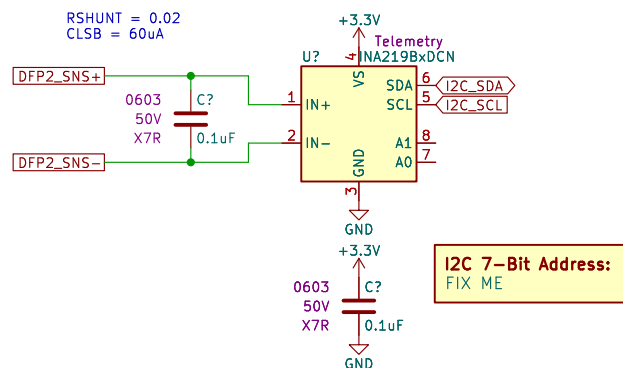 RSHUNT = 0.02
CLSB = 60uA
+3.3V
Telemetry
U?
INA219BxDCN
4
VS
DFP2_SNS+
1
IN+
SDA
6
I2C_SDA
SCL
5
I2C_SCL
0603
C?
50V
X7R
0.1uF
2
IN-
A1
8
A0
7
DFP2_SNS-
GND
3
GND
+3.3V
0603
C?
50V
X7R
0.1uF
GND
I2C 7-Bit Address:
FIX ME